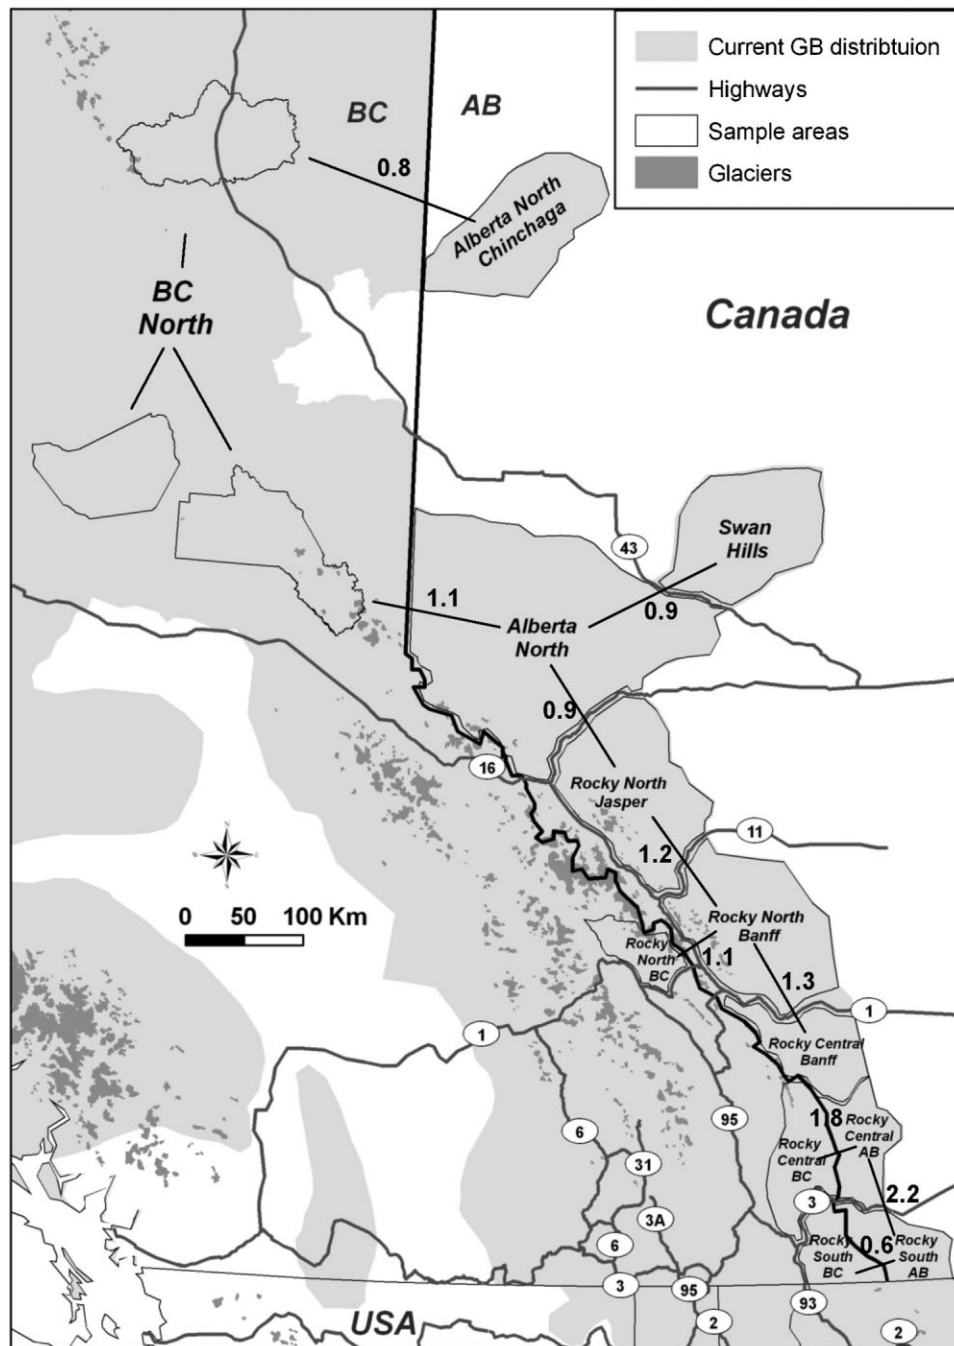 Current GB distribtuion
Highways
Sample areas
Glaciers
BC
AB
0.8
Alberta North
Chinchaga
BC
North
Canada
Swan
Hills
43
1.1
0.9
Alberta
North
0.9
16
Rocky North
Jasper
11
1.2
N
W
E
S
0 50 100 Km
Rocky North
Banff
Rocky
North
BC
1.1
1.3
1
1
Rocky Central
Banff
95
6
1.8
Rocky
Central
AB
Rocky
Central
BC
31
2.2
3
3A
6
0.6
Rocky
South
BC
Rocky
South
AB
3
95
93
2
2
USA